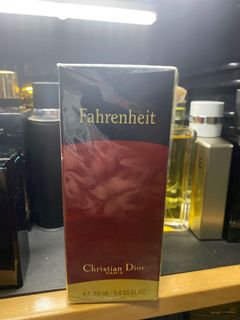 Fahrenheit
Christian Dior
PARIS
℮ 100 ml - 3.4 US.FL.OZ.